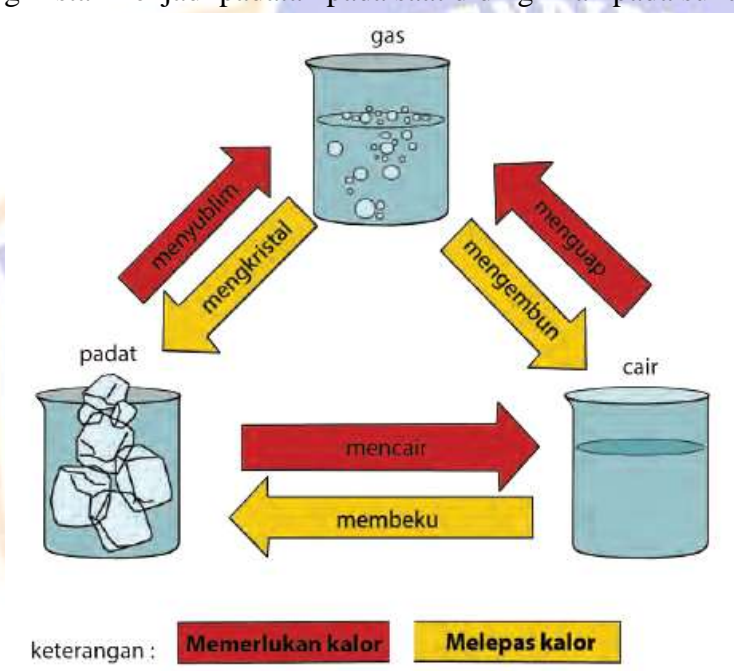 gas
menyublim
mengkristal
menguap
mengembun
padat
cair
mencair
membeku
keterangan :
Memerlukan kalor
Melepas kalor